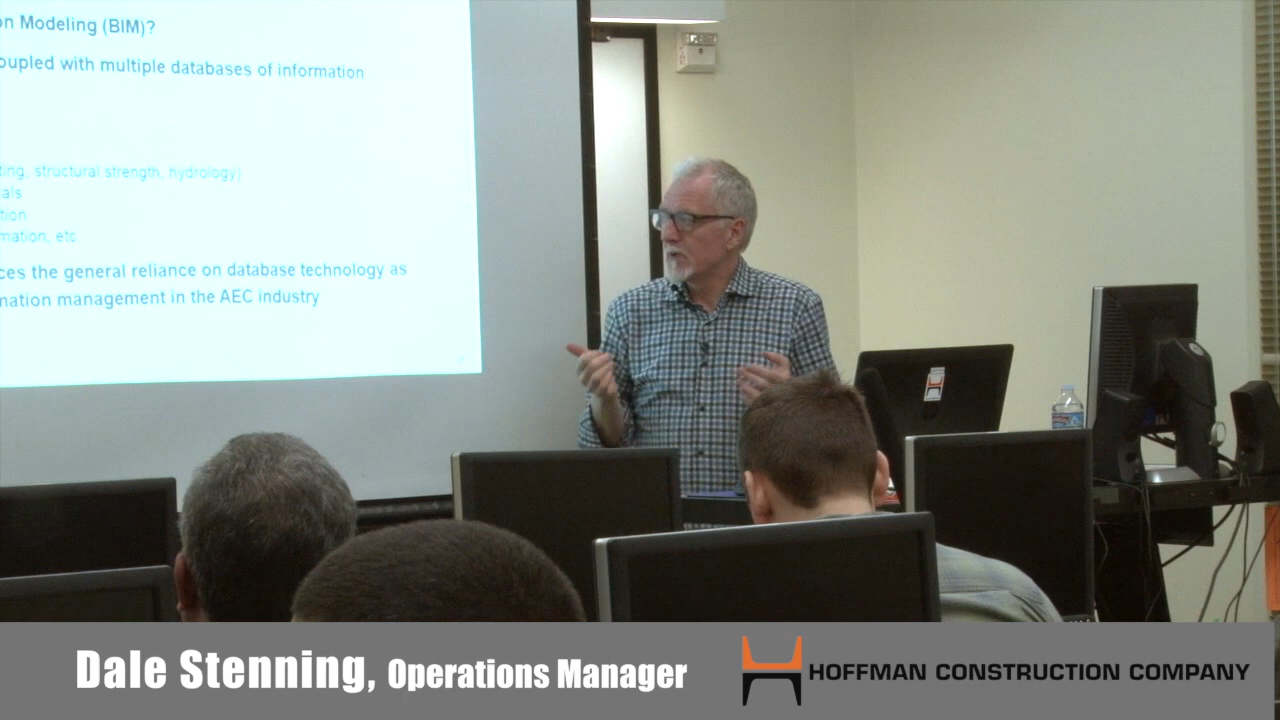 on Modeling (BIM)?
oupled with multiple databases of information
ting, structural strength, hydrology)
als
tion
mation, etc.
ces the general reliance on database technology as
mation management in the AEC industry
Dale Stenning, Operations Manager
HOFFMAN CONSTRUCTION COMPANY